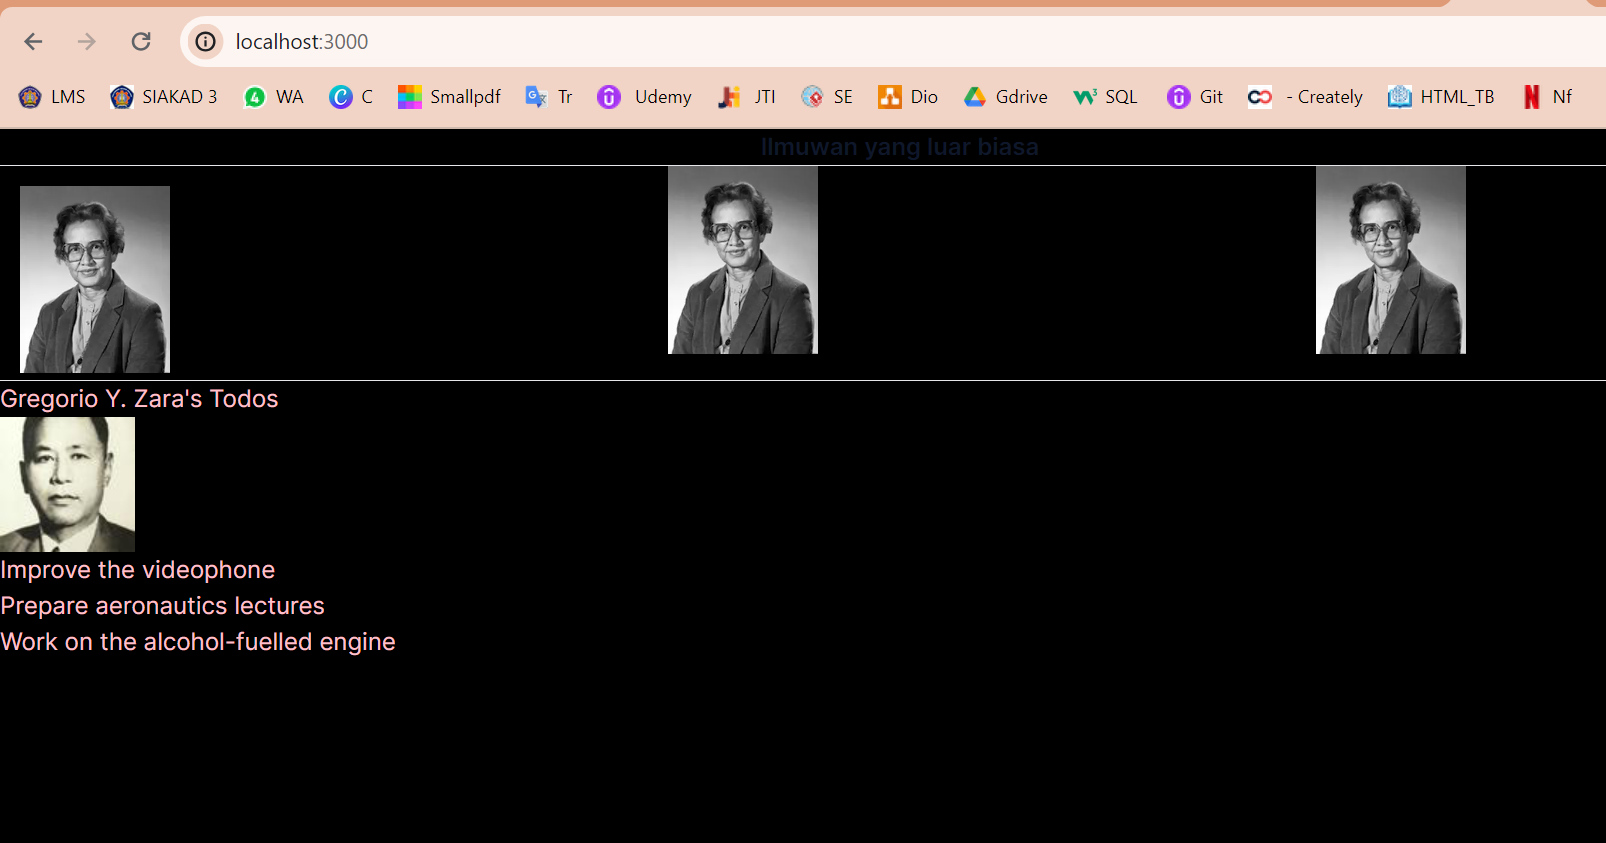 localhost:3000
LMS SIAKAD 3 WA C Smallpdf Tr Udemy JTI SE Dio Gdrive SQL Git - Creately HTML_TB Nf
Ilmuwan yang luar biasa
Gregorio Y. Zara's Todos
Improve the videophone
Prepare aeronautics lectures
Work on the alcohol-fuelled engine